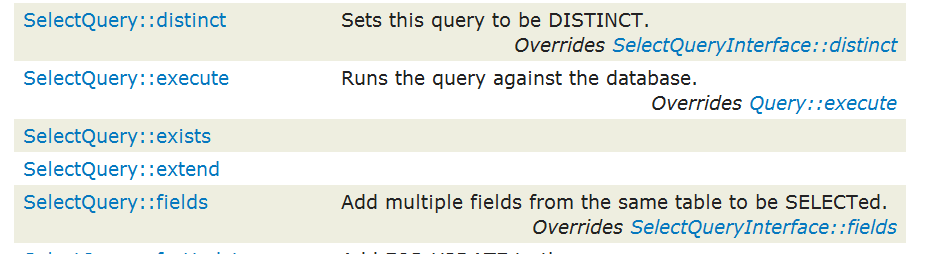 SelectQuery::distinct Sets this query to be DISTINCT.
Overrides SelectQueryInterface::distinct
SelectQuery::execute Runs the query against the database.
Overrides Query::execute
SelectQuery::exists
SelectQuery::extend
SelectQuery::fields Add multiple fields from the same table to be SELECTed.
Overrides SelectQueryInterface::fields